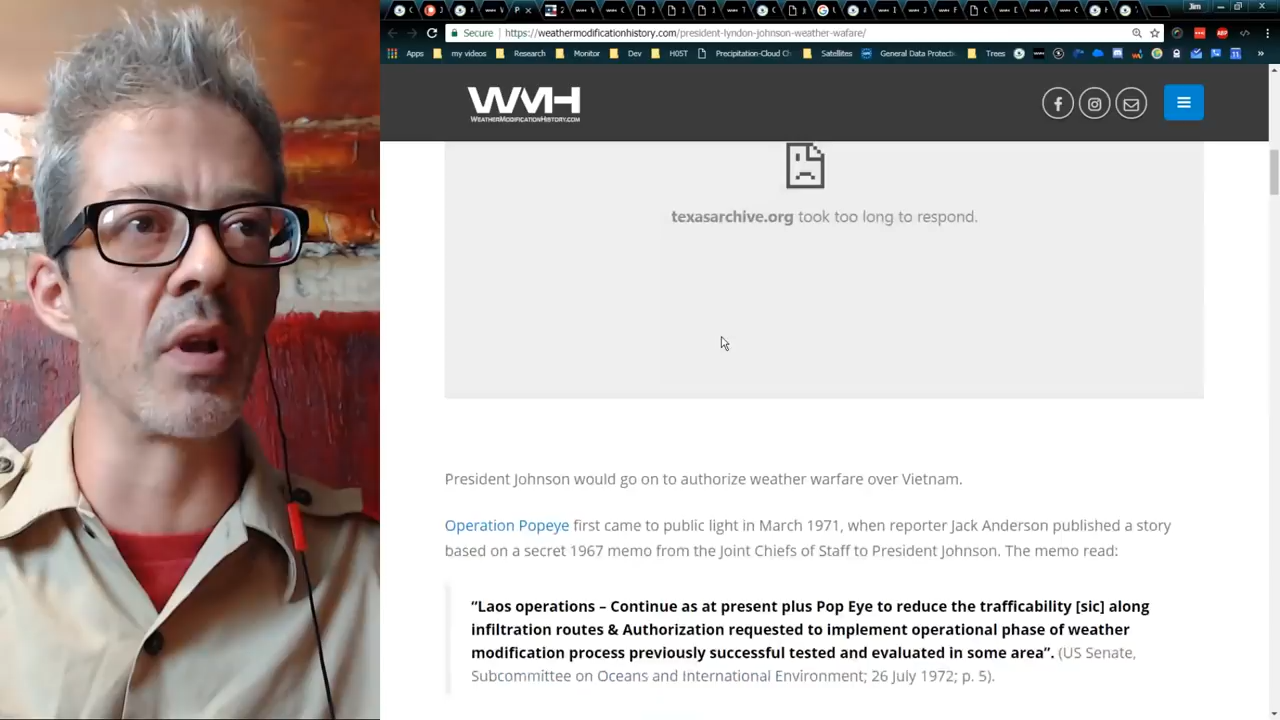 Jim
Secure
https://weathermodificationhistory.com/president-lyndon-johnson-weather-wafare/
Apps my videos Research Monitor Dev H0ST Precipitation-Cloud Ch Satellites General Data Protecti Trees
WMH
WEATHERMODIFICATIONHISTORY.COM
texasarchive.org took too long to respond.
President Johnson would go on to authorize weather warfare over Vietnam.
Operation Popeye first came to public light in March 1971, when reporter Jack Anderson published a story
based on a secret 1967 memo from the Joint Chiefs of Staff to President Johnson. The memo read:
“Laos operations – Continue as at present plus Pop Eye to reduce the trafficability [sic] along
infiltration routes & Authorization requested to implement operational phase of weather
modification process previously successful tested and evaluated in some area”. (US Senate,
Subcommittee on Oceans and International Environment; 26 July 1972; p. 5).